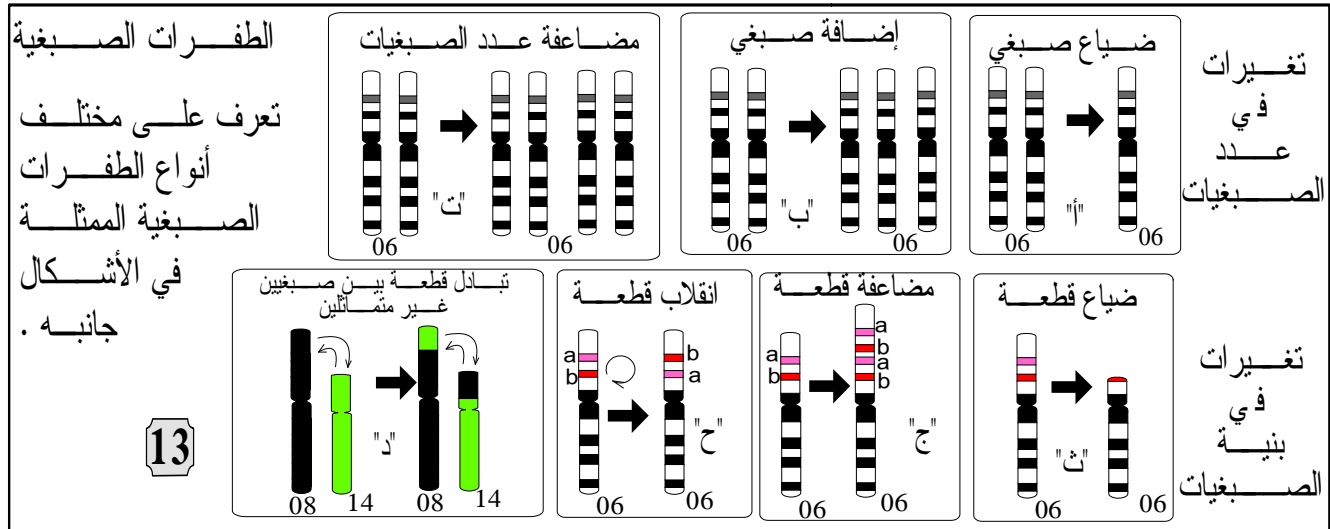 الطفرات الصبغية
تعرف على مختلف
أنواع الطفرات
الصبغية الممثلة
في الأشكال
جانبه .
13
تغيرات
في
عدد
الصبغيات
ضياع صبغي
"أ"
06
06
إضافة صبغي
"ب"
06
06
مضاعفة عدد الصبغيات
"ت"
06
06
تغيرات
في
بنية
الصبغيات
ضياع قطعة
"ث"
06
06
مضاعفة قطعة
a
b
a
b
a
b
"ج"
06
06
انقلاب قطعة
a
b
b
a
"ح"
06
06
تبادل قطعة بين صبغيين
غير متماثلين
"د"
08
14
08
14